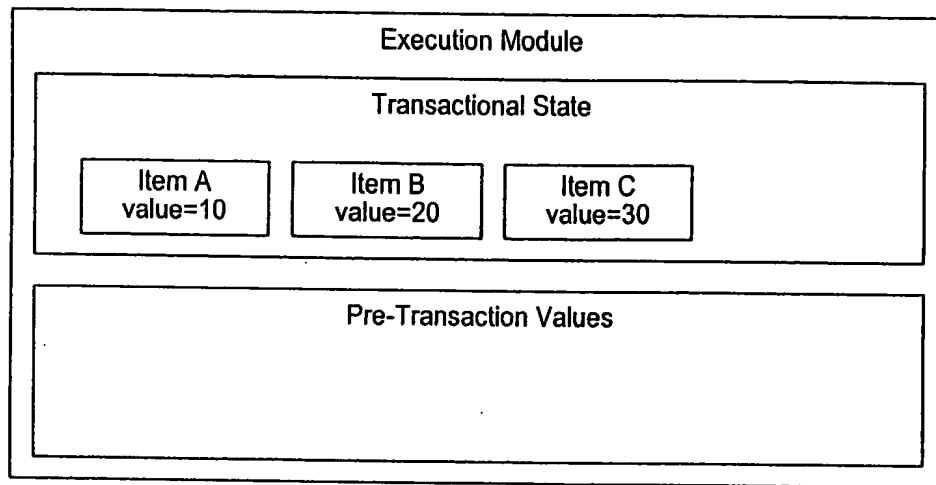 Execution Module
Transactional State
Item A
value=10
Item B
value=20
Item C
value=30
Pre-Transaction Values